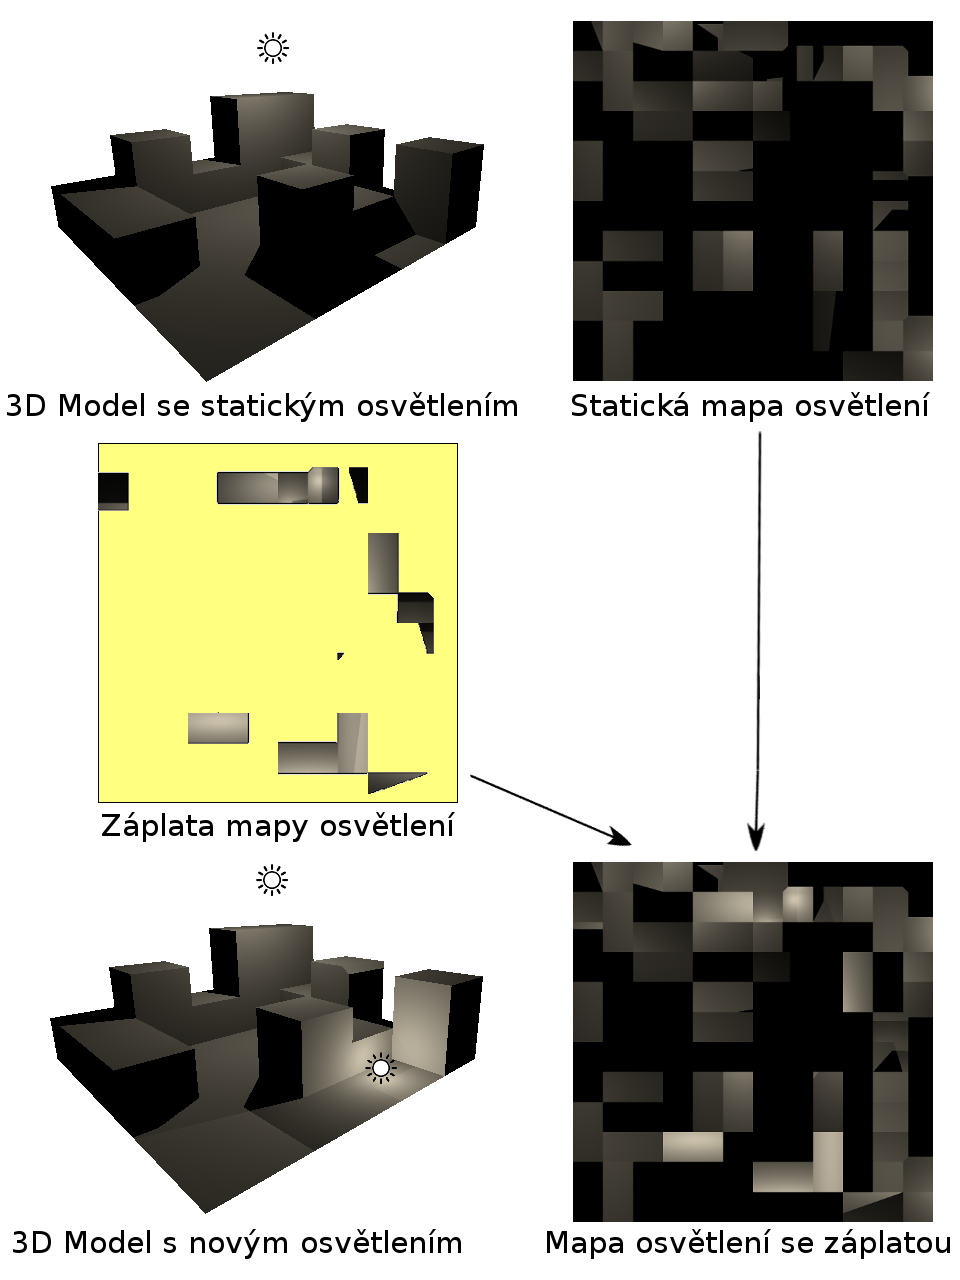 3D Model se statickým osvětlením
Statická mapa osvětlení
Záplata mapy osvětlení
3D Model s novým osvětlením
Mapa osvětlení se záplatou